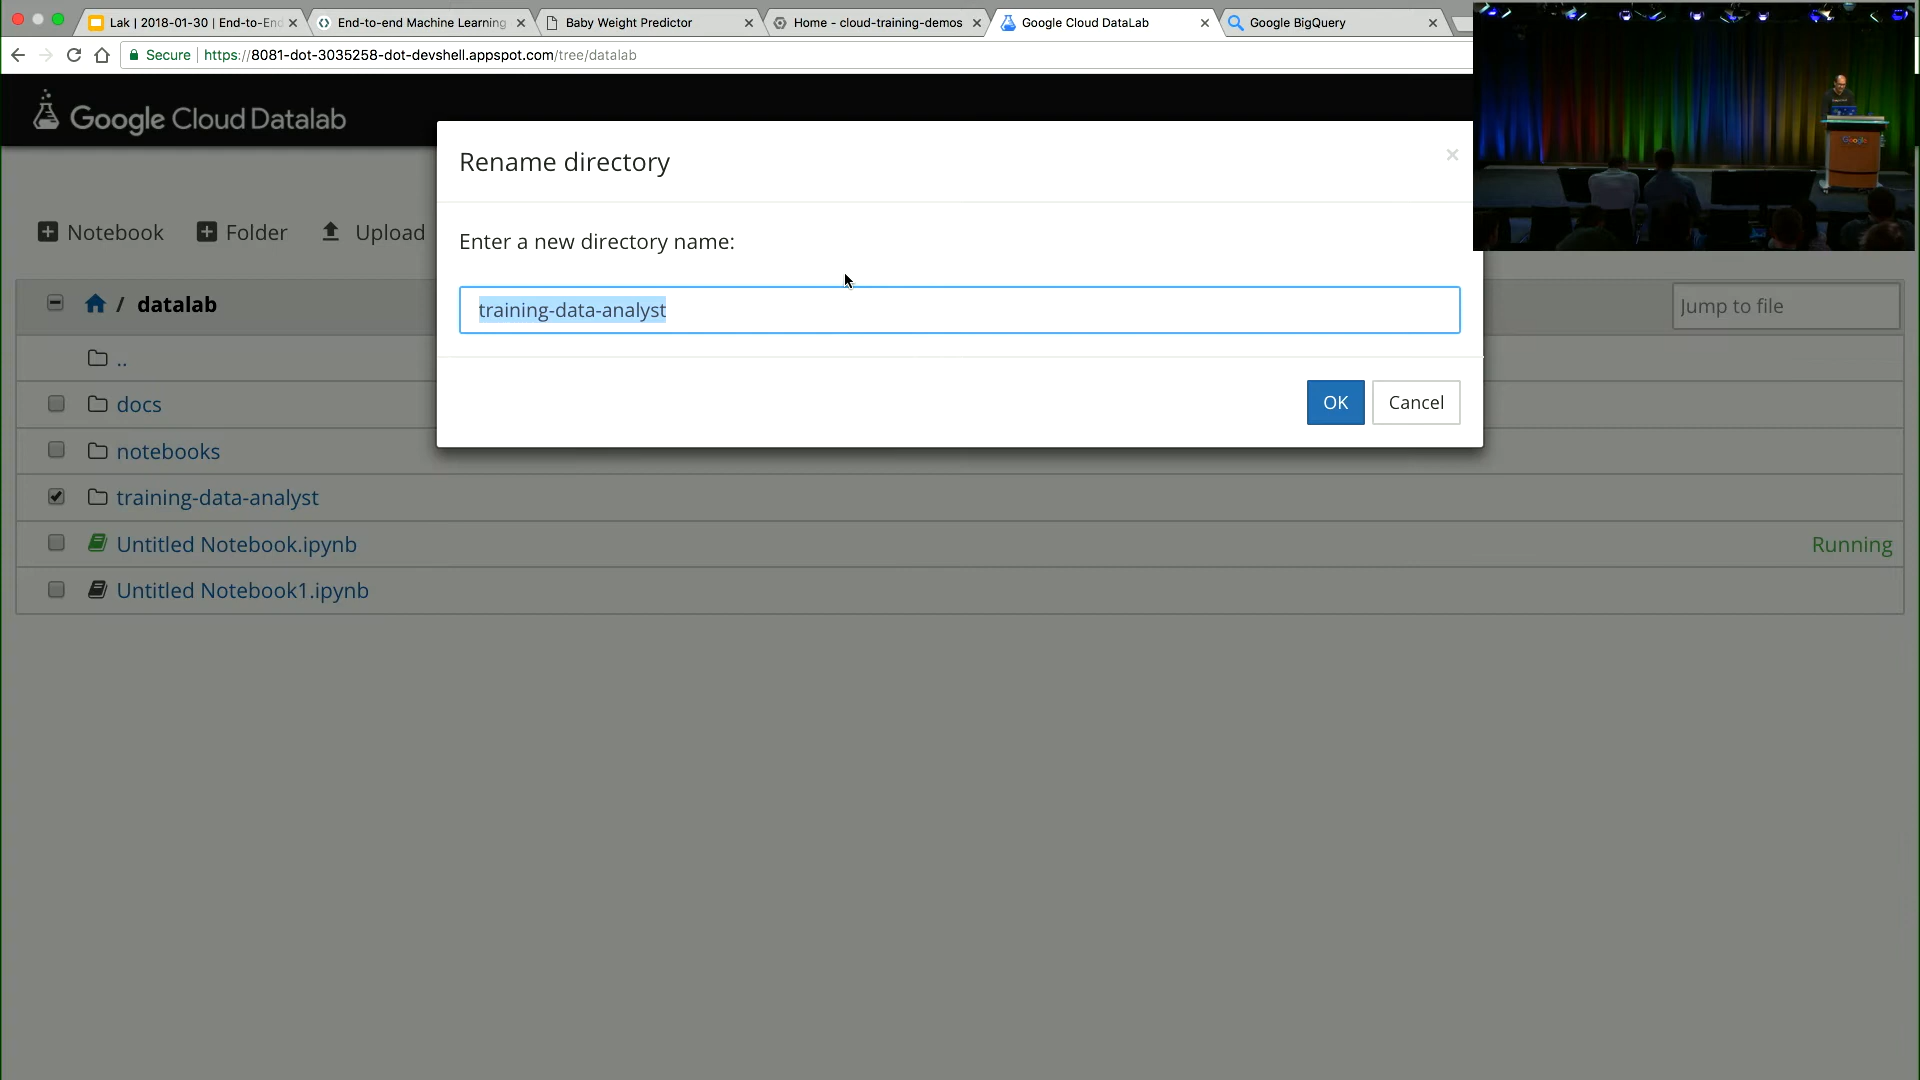 Lak | 2018-01-30 | End-to-End
End-to-end Machine Learning
Baby Weight Predictor
Home - cloud-training-demos
Google Cloud DataLab
Google BigQuery
Secure
https://8081-dot-3035258-dot-devshell.appspot.com/tree/datalab
Google Cloud Datalab
Rename directory
Google
Notebook
Folder
Upload
Enter a new directory name:
/ datalab
training-data-analyst
Jump to file
..
docs
OK
Cancel
notebooks
training-data-analyst
Untitled Notebook.ipynb
Running
Untitled Notebook1.ipynb